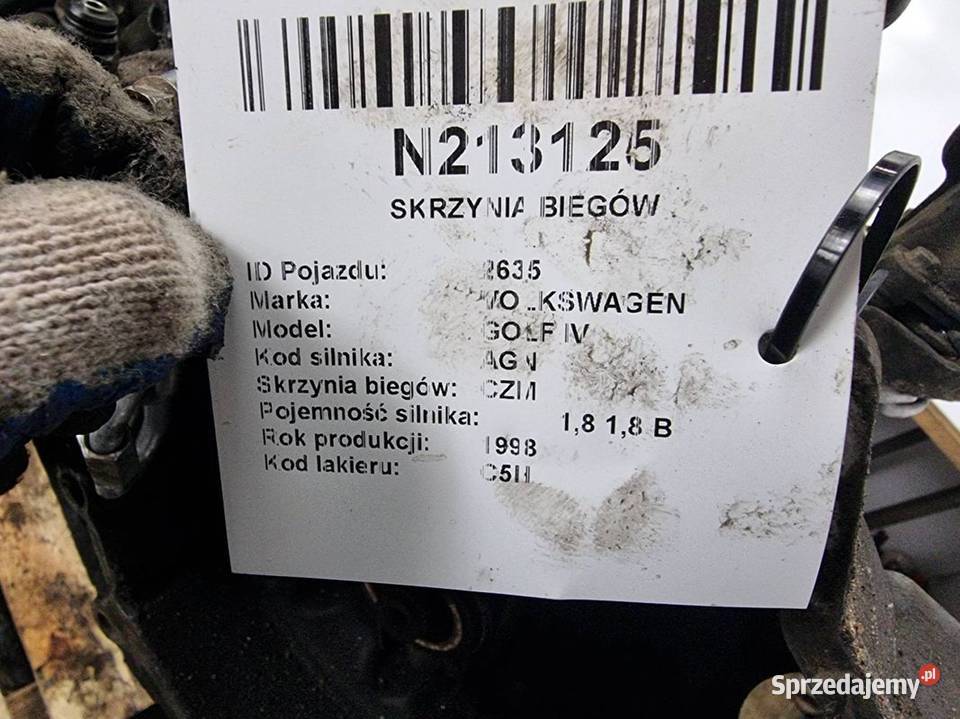 N213125
SKRZYNIA BIEGÓW
ID Pojazdu: 2635
Marka: VOLKSWAGEN
Model: GOLF IV
Kod silnika: AGN
Skrzynia biegów: CZM
Pojemność silnika: 1,8 1,8 B
Rok produkcji: 1998
Kod lakieru: C5H
Sprzedajemy.pl